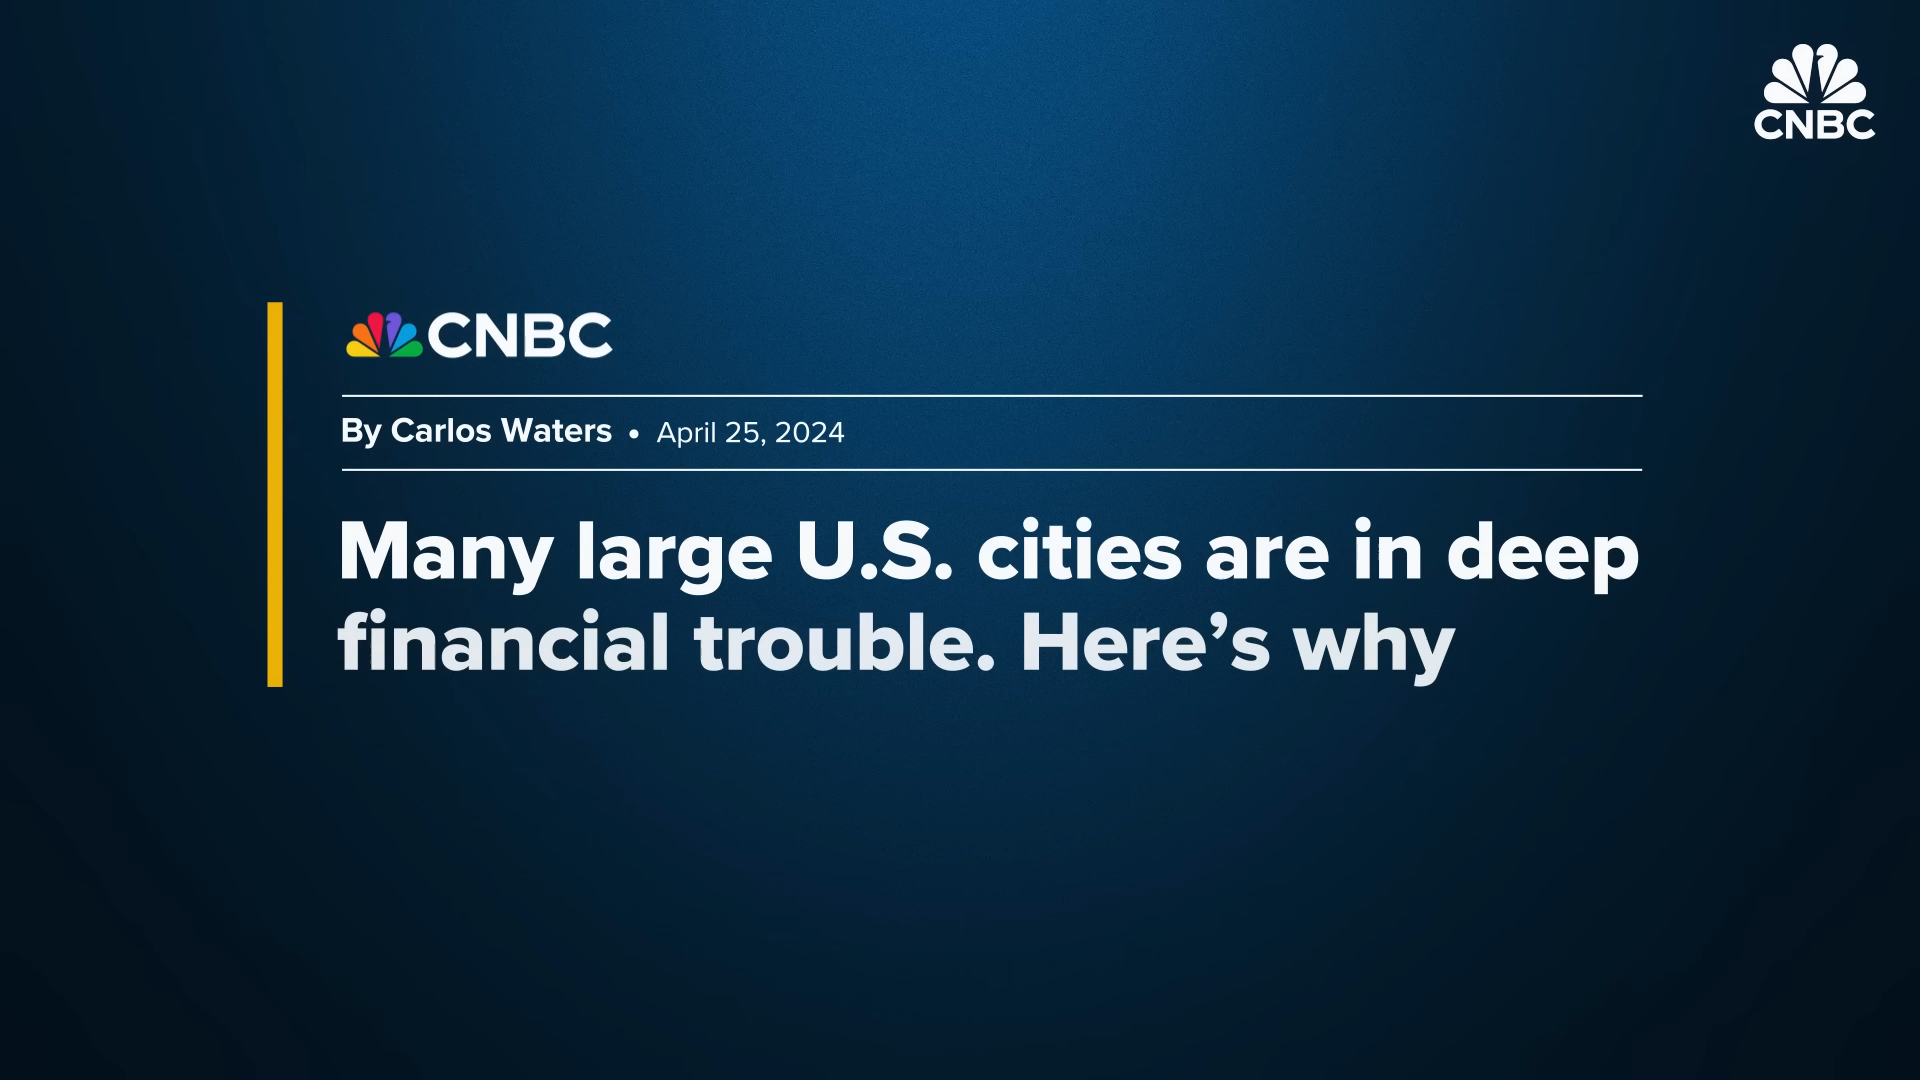 CNBC
CNBC
By Carlos Waters • April 25, 2024
Many large U.S. cities are in deep
financial trouble. Here’s why